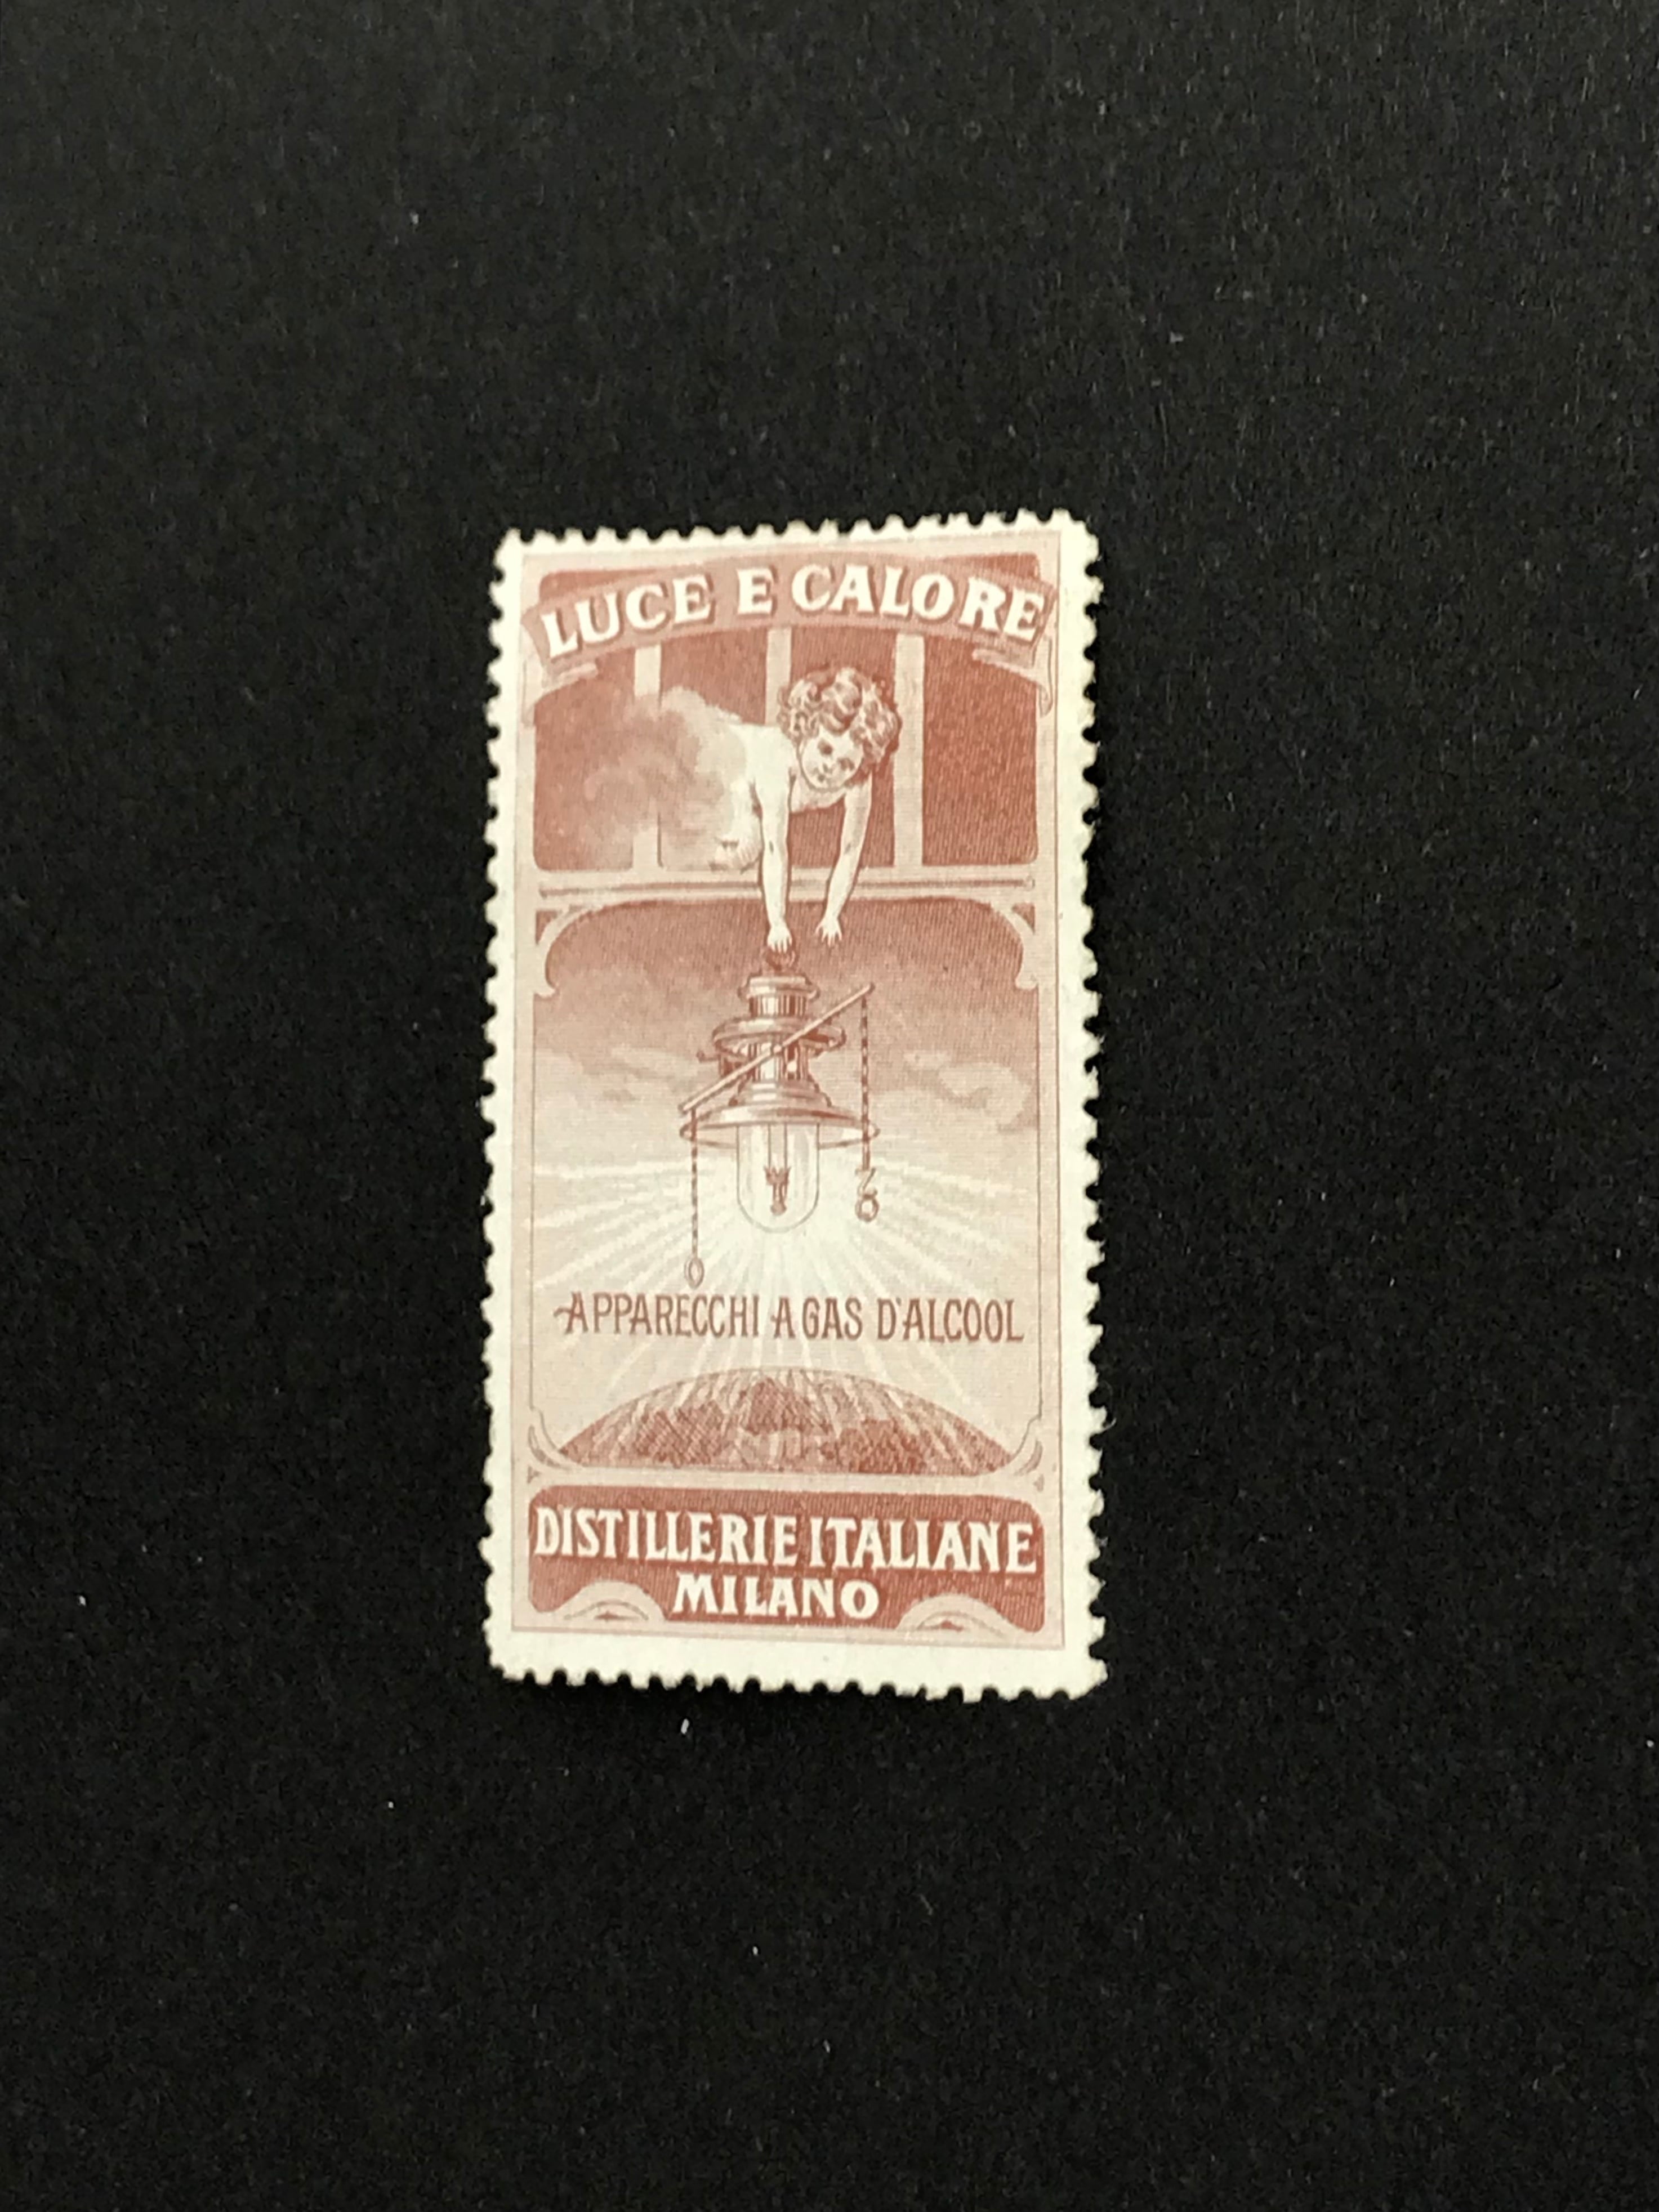 LUCE E CALORE
APPARECCHI A GAS D'ALCOOL
DISTILLERIE ITALIANE
MILANO